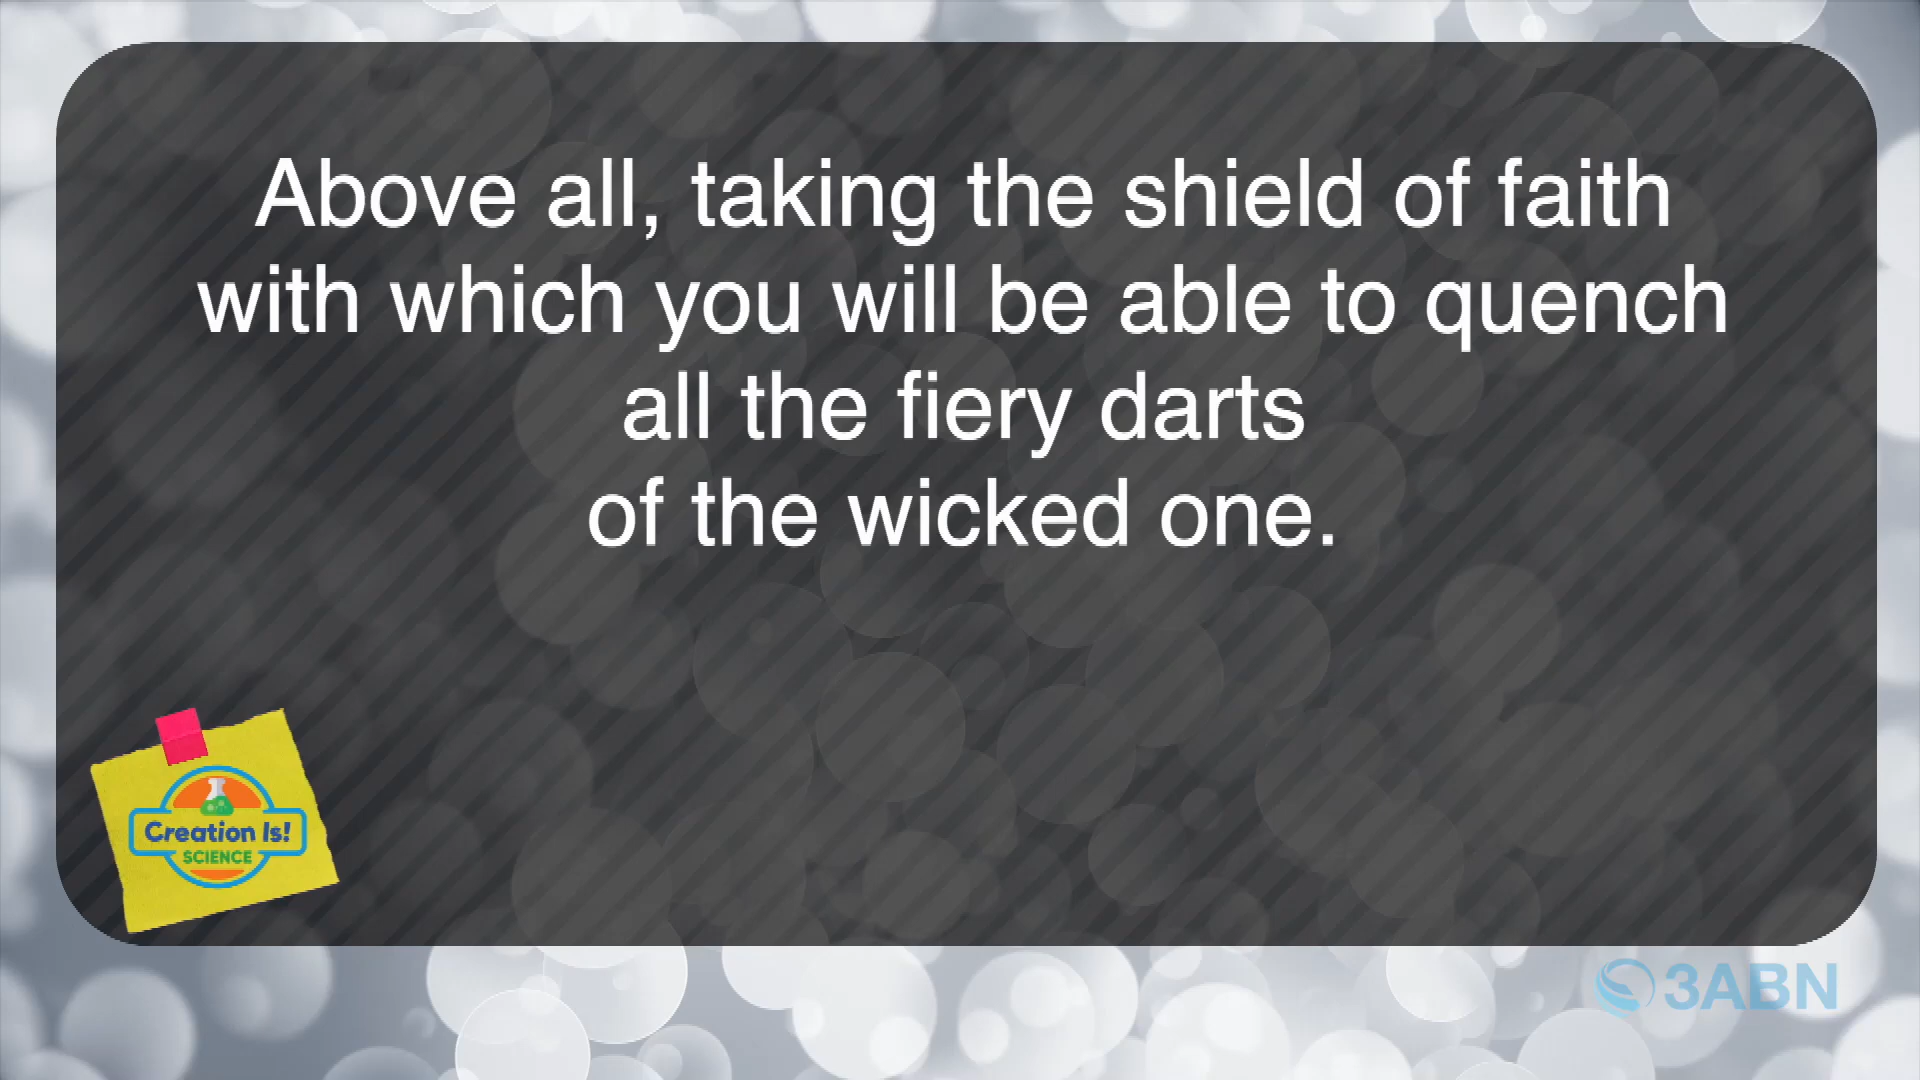 Above all, taking the shield of faith
with which you will be able to quench
all the fiery darts
of the wicked one.
Creation Is!
SCIENCE
3ABN